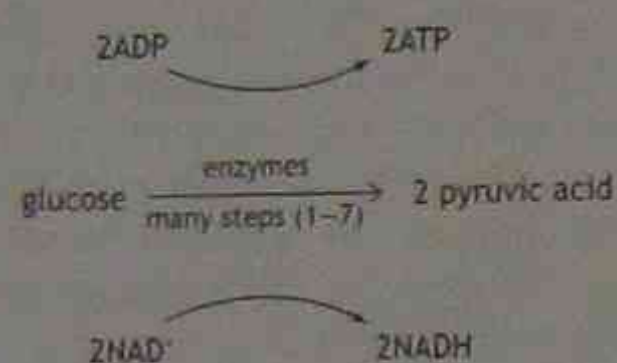 2ADP 2ATP
enzymes
glucose 2 pyruvic acid
many steps (1–7)
2NAD⁺ 2NADH